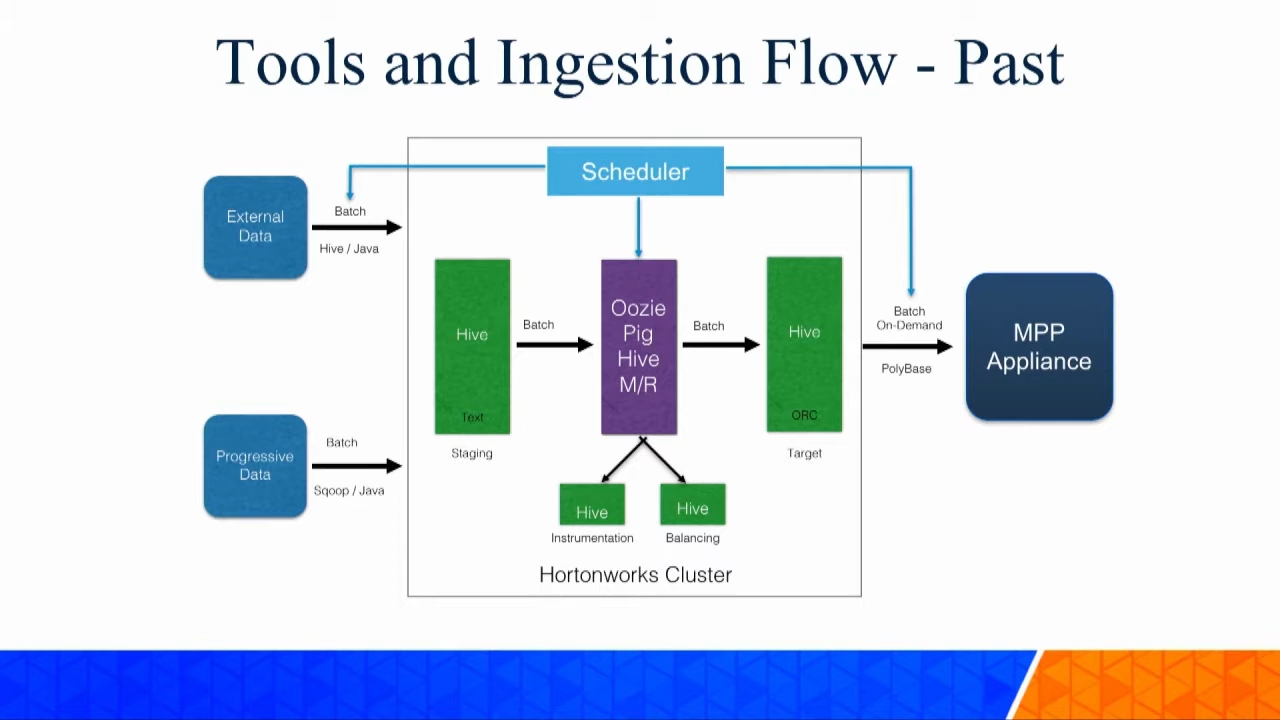 Tools and Ingestion Flow - Past
Scheduler
External
Data
Batch
Hive / Java
Progressive
Data
Batch
Sqoop / Java
Hive
Text
Staging
Batch
Oozie
Pig
Hive
M/R
Batch
Hive
ORC
Target
Hive
Instrumentation
Hive
Balancing
Hortonworks Cluster
Batch
On-Demand
PolyBase
MPP
Appliance